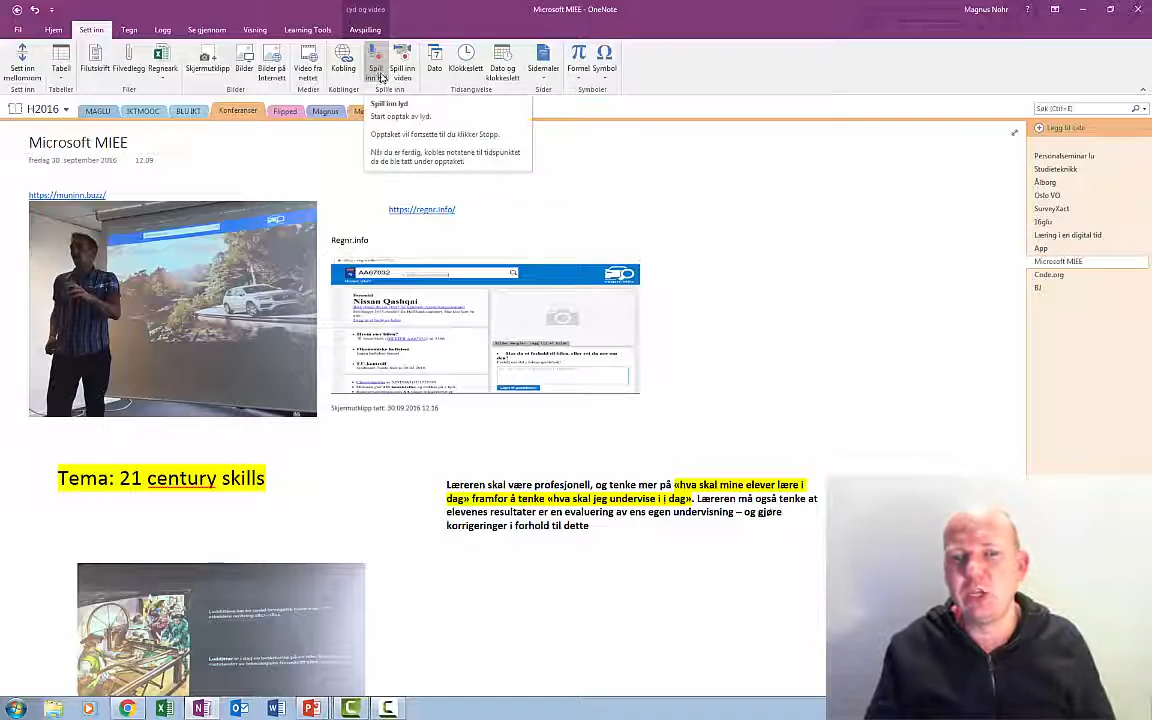 lyd og video
Microsoft MIEE - OneNote
Magnus Nohr
?
Fil Hjem Sett inn Tegn Logg Se gjennom Visning Learning Tools Avspilling
Sett inn mellomrom
Tabell
Filutskrift
Filvedlegg
Regneark
Skjermutklipp
Bilder
Bilder på Internett
Video fra nettet
Kobling
Spill inn
Spill inn video
Dato
Klokkeslett
Dato og klokkeslett
Sidemaler
π Formel
Ω Symbol
Sett inn Tabeller Filer Bilder Medier Koblinger Spille inn Tidsangivelse Sider Symboler
Spill inn lyd
Start opptak av lyd.
Opptaket vil fortsette til du klikker Stopp.
Når du er ferdig, kobles notatene til tidspunktet
da de ble tatt under opptaket.
H2016
MAGLU IKTMOOC BLU IKT Konferanser Flipped Magnus
Søk (Ctrl+E)
Microsoft MIEE
fredag 30. september 2016 12.09
Legg til side
Personalseminar lu
Studieteknikk
Ålborg
Oslo VO
SurveyXact
Læring i en digital tid
App
Microsoft MIEE
Code.org
BJ
https://muninn.buzz/
https://regnr.info/
Regnr.info
AA07032
Nissan Qashqai
Skjermutklipp tatt: 30.09.2016 12.16
Tema: 21 century skills
Læreren skal være profesjonell, og tenke mer på «hva skal mine elever lære i
dag» framfor å tenke «hva skal jeg undervise i i dag». Læreren må også tenke at
elevenes resultater er en evaluering av ens egen undervisning – og gjøre
korrigeringer i forhold til dette